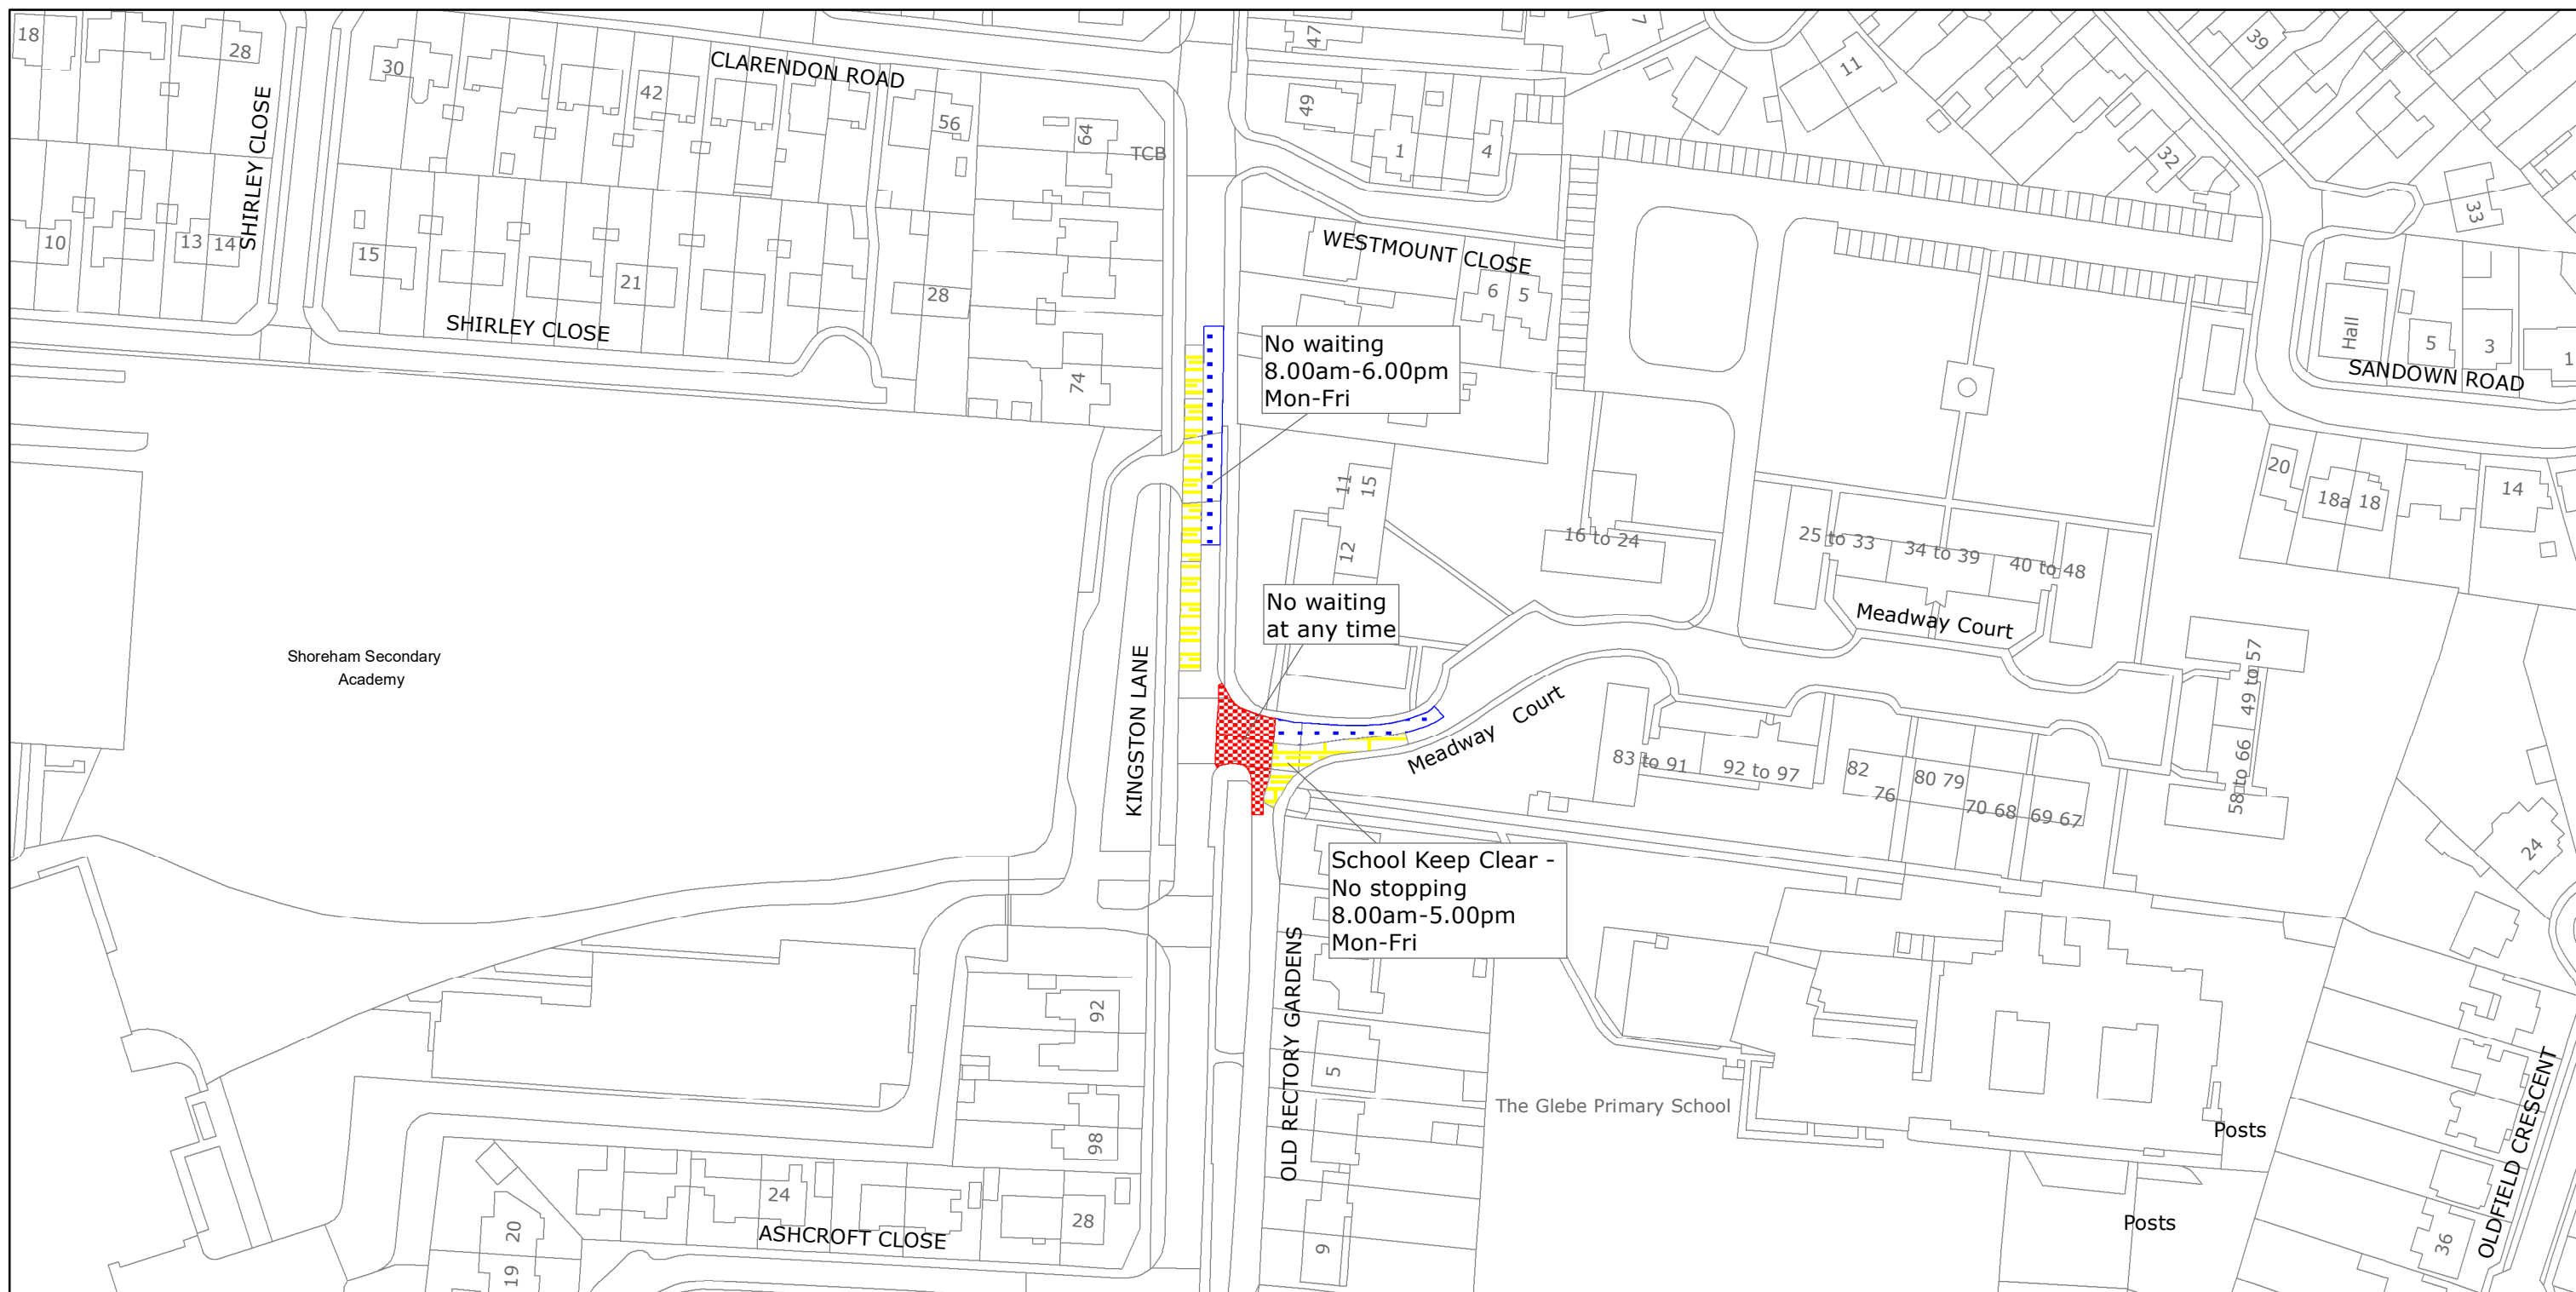 18
28
SHIRLEY CLOSE
30
CLARENDON ROAD
42
56
64
TCB
47
49
1
4
7
11
39
32
33
10
13
14
15
21
28
SHIRLEY CLOSE
74
WESTMOUNT CLOSE
6
5
No waiting
8.00am-6.00pm
Mon-Fri
Hall
5
3
1
SANDOWN ROAD
11
15
12
16 to 24
25 to 33
34 to 39
40 to 48
20
18a
18
14
No waiting
at any time
Meadway Court
Shoreham Secondary
Academy
KINGSTON LANE
Meadway Court
49 to 57
58 to 66
83 to 91
92 to 97
82
76
80 79
70 68
69 67
24
School Keep Clear -
No stopping
8.00am-5.00pm
Mon-Fri
OLD RECTORY GARDENS
92
98
5
9
The Glebe Primary School
Posts
Posts
OLDFIELD CRESCENT
36
24
28
20
19
ASHCROFT CLOSE